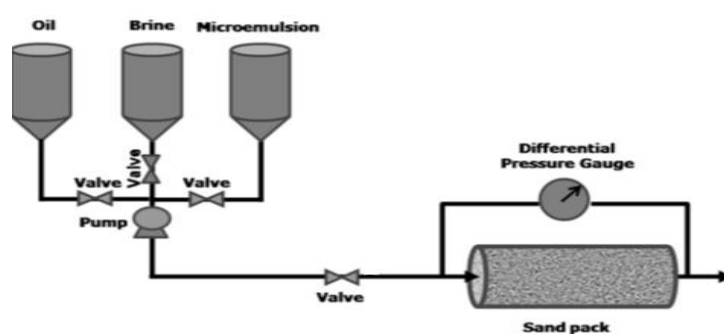 Oil
Brine
Microemulsion
Valve
Valve
Valve
Pump
Differential
Pressure Gauge
Valve
Sand pack